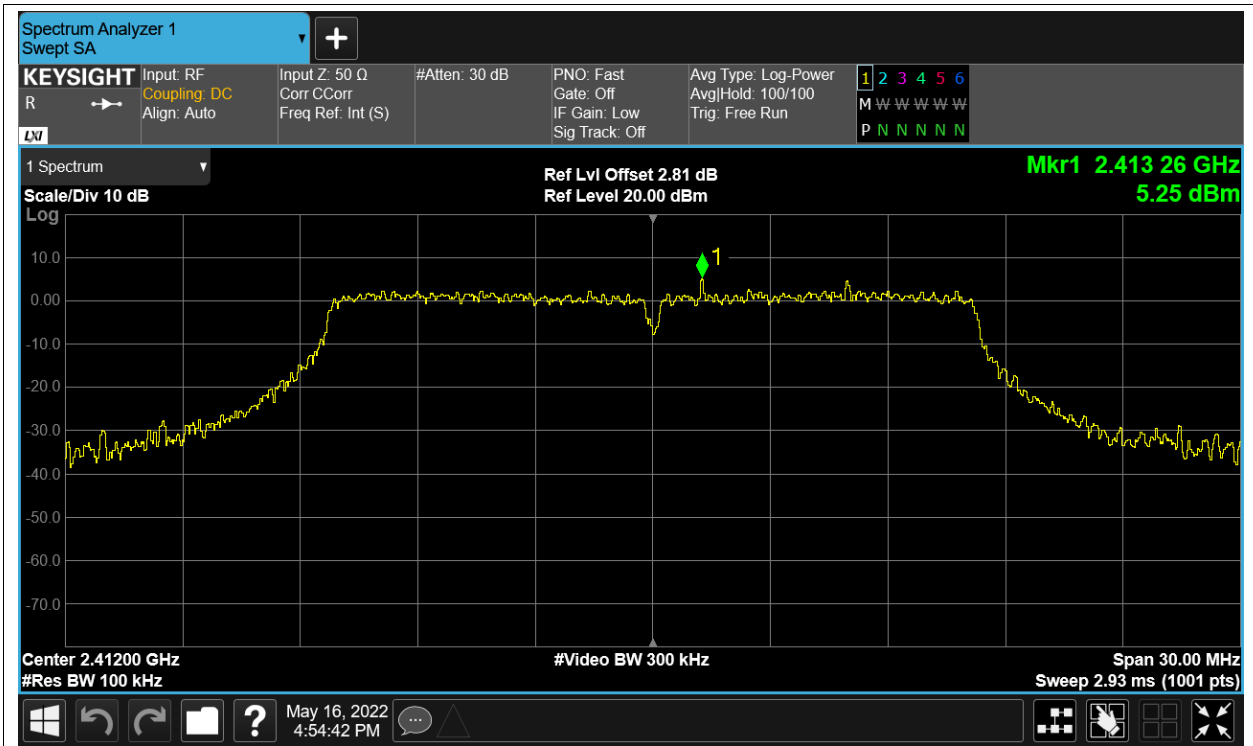 Spectrum Analyzer 1
Swept SA
KEYSIGHT
R
LXI
Input: RF
Coupling: DC
Align: Auto
Input Z: 50 Ω
Corr CCorr
Freq Ref: Int (S)
#Atten: 30 dB
PNO: Fast
Gate: Off
IF Gain: Low
Sig Track: Off
Avg Type: Log-Power
Avg|Hold: 100/100
Trig: Free Run
1 2 3 4 5 6
M W W W W W
P N N N N N
1 Spectrum
Scale/Div 10 dB
Ref Lvl Offset 2.81 dB
Ref Level 20.00 dBm
Mkr1 2.413 26 GHz
5.25 dBm
Log
1
10.0
0.00
-10.0
-20.0
-30.0
-40.0
-50.0
-60.0
-70.0
Center 2.41200 GHz
#Res BW 100 kHz
#Video BW 300 kHz
Span 30.00 MHz
Sweep 2.93 ms (1001 pts)
?
May 16, 2022
4:54:42 PM